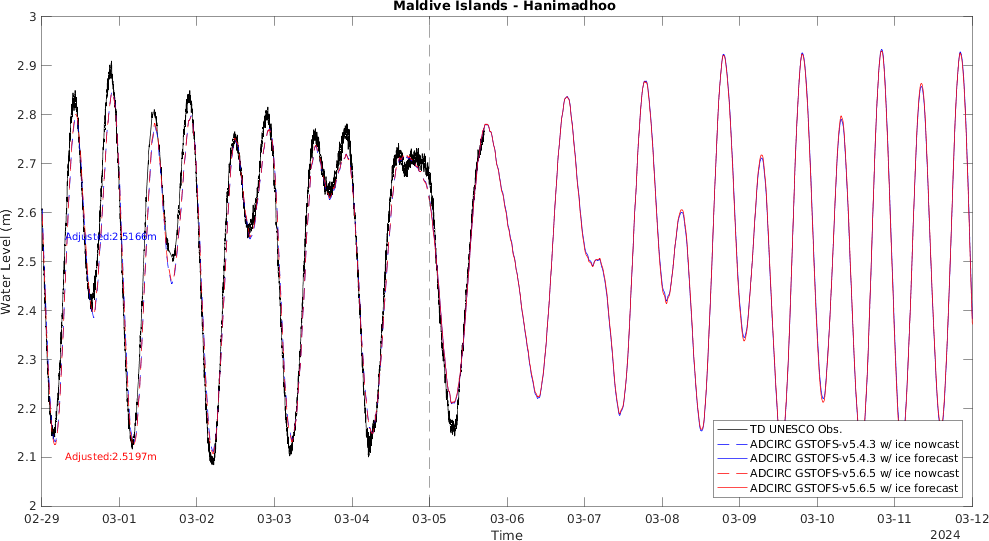 Maldive Islands - Hanimadhoo
3
2.9
2.8
2.7
2.6
2.5
2.4
2.3
2.2
2.1
2
Water Level (m)
Adjusted:2.5166m
Adjusted:2.5197m
TD UNESCO Obs.
ADCIRC GSTOFS-v5.4.3 w/ ice nowcast
ADCIRC GSTOFS-v5.4.3 w/ ice forecast
ADCIRC GSTOFS-v5.6.5 w/ ice nowcast
ADCIRC GSTOFS-v5.6.5 w/ ice forecast
02-29 03-01 03-02 03-03 03-04 03-05 03-06 03-07 03-08 03-09 03-10 03-11 03-12
Time
2024